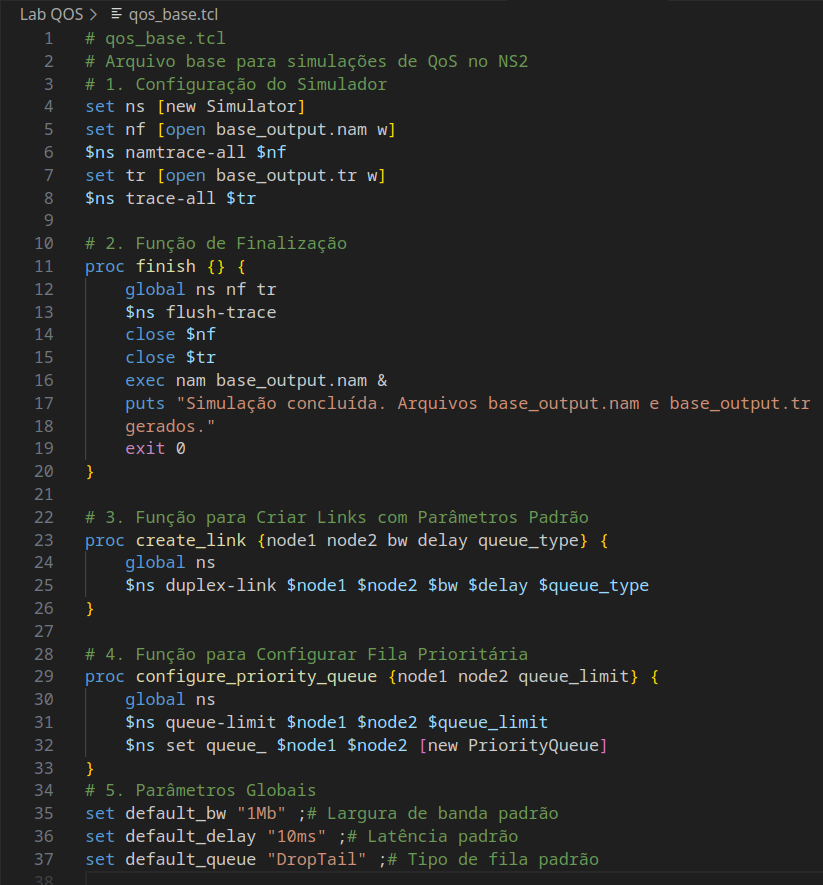 Lab QOS > qos_base.tcl
1 # qos_base.tcl
2 # Arquivo base para simulações de QoS no NS2
3 # 1. Configuração do Simulador
4 set ns [new Simulator]
5 set nf [open base_output.nam w]
6 $ns namtrace-all $nf
7 set tr [open base_output.tr w]
8 $ns trace-all $tr
9
10 # 2. Função de Finalização
11 proc finish {} {
12     global ns nf tr
13     $ns flush-trace
14     close $nf
15     close $tr
16     exec nam base_output.nam &
17     puts "Simulação concluída. Arquivos base_output.nam e base_output.tr
18     gerados."
19     exit 0
20 }
21
22 # 3. Função para Criar Links com Parâmetros Padrão
23 proc create_link {node1 node2 bw delay queue_type} {
24     global ns
25     $ns duplex-link $node1 $node2 $bw $delay $queue_type
26 }
27
28 # 4. Função para Configurar Fila Prioritária
29 proc configure_priority_queue {node1 node2 queue_limit} {
30     global ns
31     $ns queue-limit $node1 $node2 $queue_limit
32     $ns set queue_ $node1 $node2 [new PriorityQueue]
33 }
34 # 5. Parâmetros Globais
35 set default_bw "1Mb" ;# Largura de banda padrão
36 set default_delay "10ms" ;# Latência padrão
37 set default_queue "DropTail" ;# Tipo de fila padrão
38